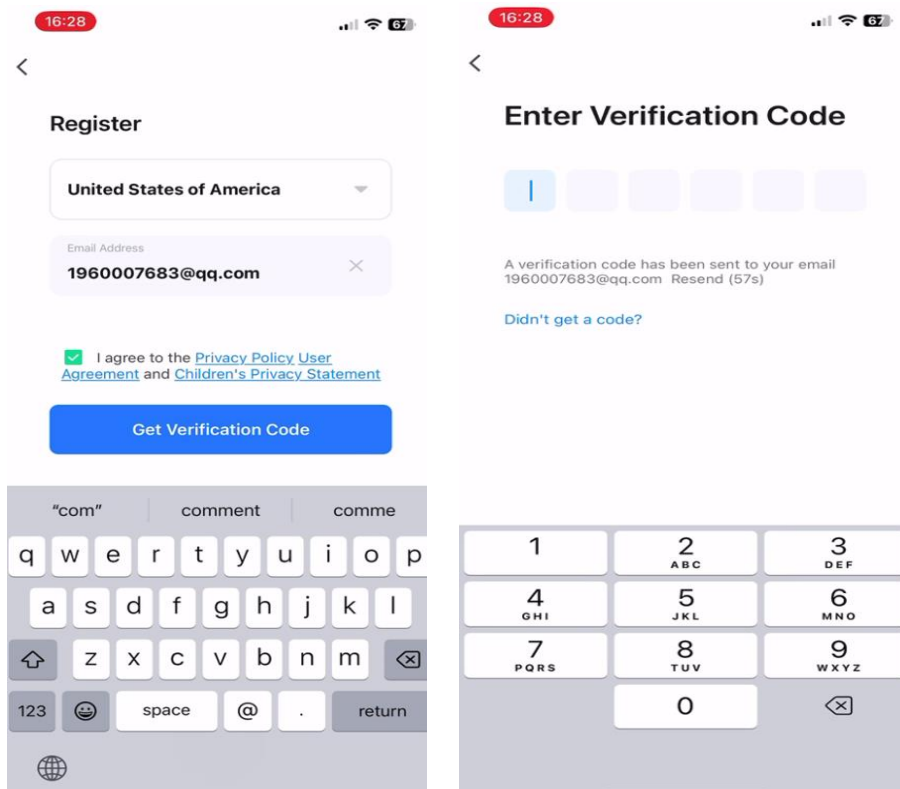 16:28
67
Register
United States of America
Email Address
1960007683@qq.com
I agree to the Privacy Policy User
Agreement and Children's Privacy Statement
Get Verification Code
“com” comment comme
q w e r t y u i o p
a s d f g h j k l
z x c v b n m
123 space @ . return
16:28
67
Enter Verification Code
A verification code has been sent to your email
1960007683@qq.com Resend (57s)
Didn't get a code?
1 2 3
ABC DEF
4 5 6
GHI JKL MNO
7 8 9
PQRS TUV WXYZ
0